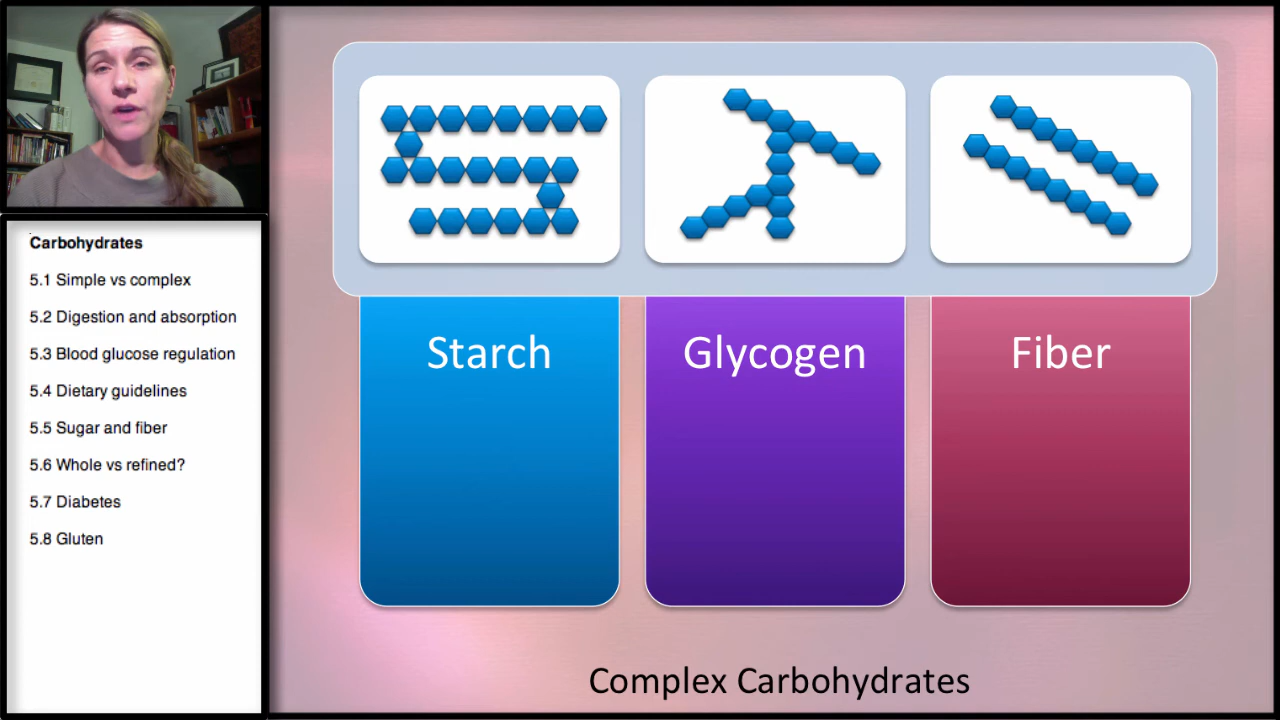 Carbohydrates
5.1 Simple vs complex
5.2 Digestion and absorption
5.3 Blood glucose regulation
5.4 Dietary guidelines
5.5 Sugar and fiber
5.6 Whole vs refined?
5.7 Diabetes
5.8 Gluten
Starch
Glycogen
Fiber
Complex Carbohydrates